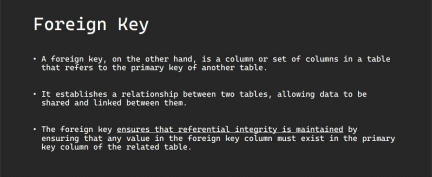 Foreign Key
• A foreign key, on the other hand, is a column or set of columns in a table
that refers to the primary key of another table.
• It establishes a relationship between two tables, allowing data to be
shared and linked between them.
• The foreign key ensures that referential integrity is maintained by
ensuring that any value in the foreign key column must exist in the primary
key column of the related table.